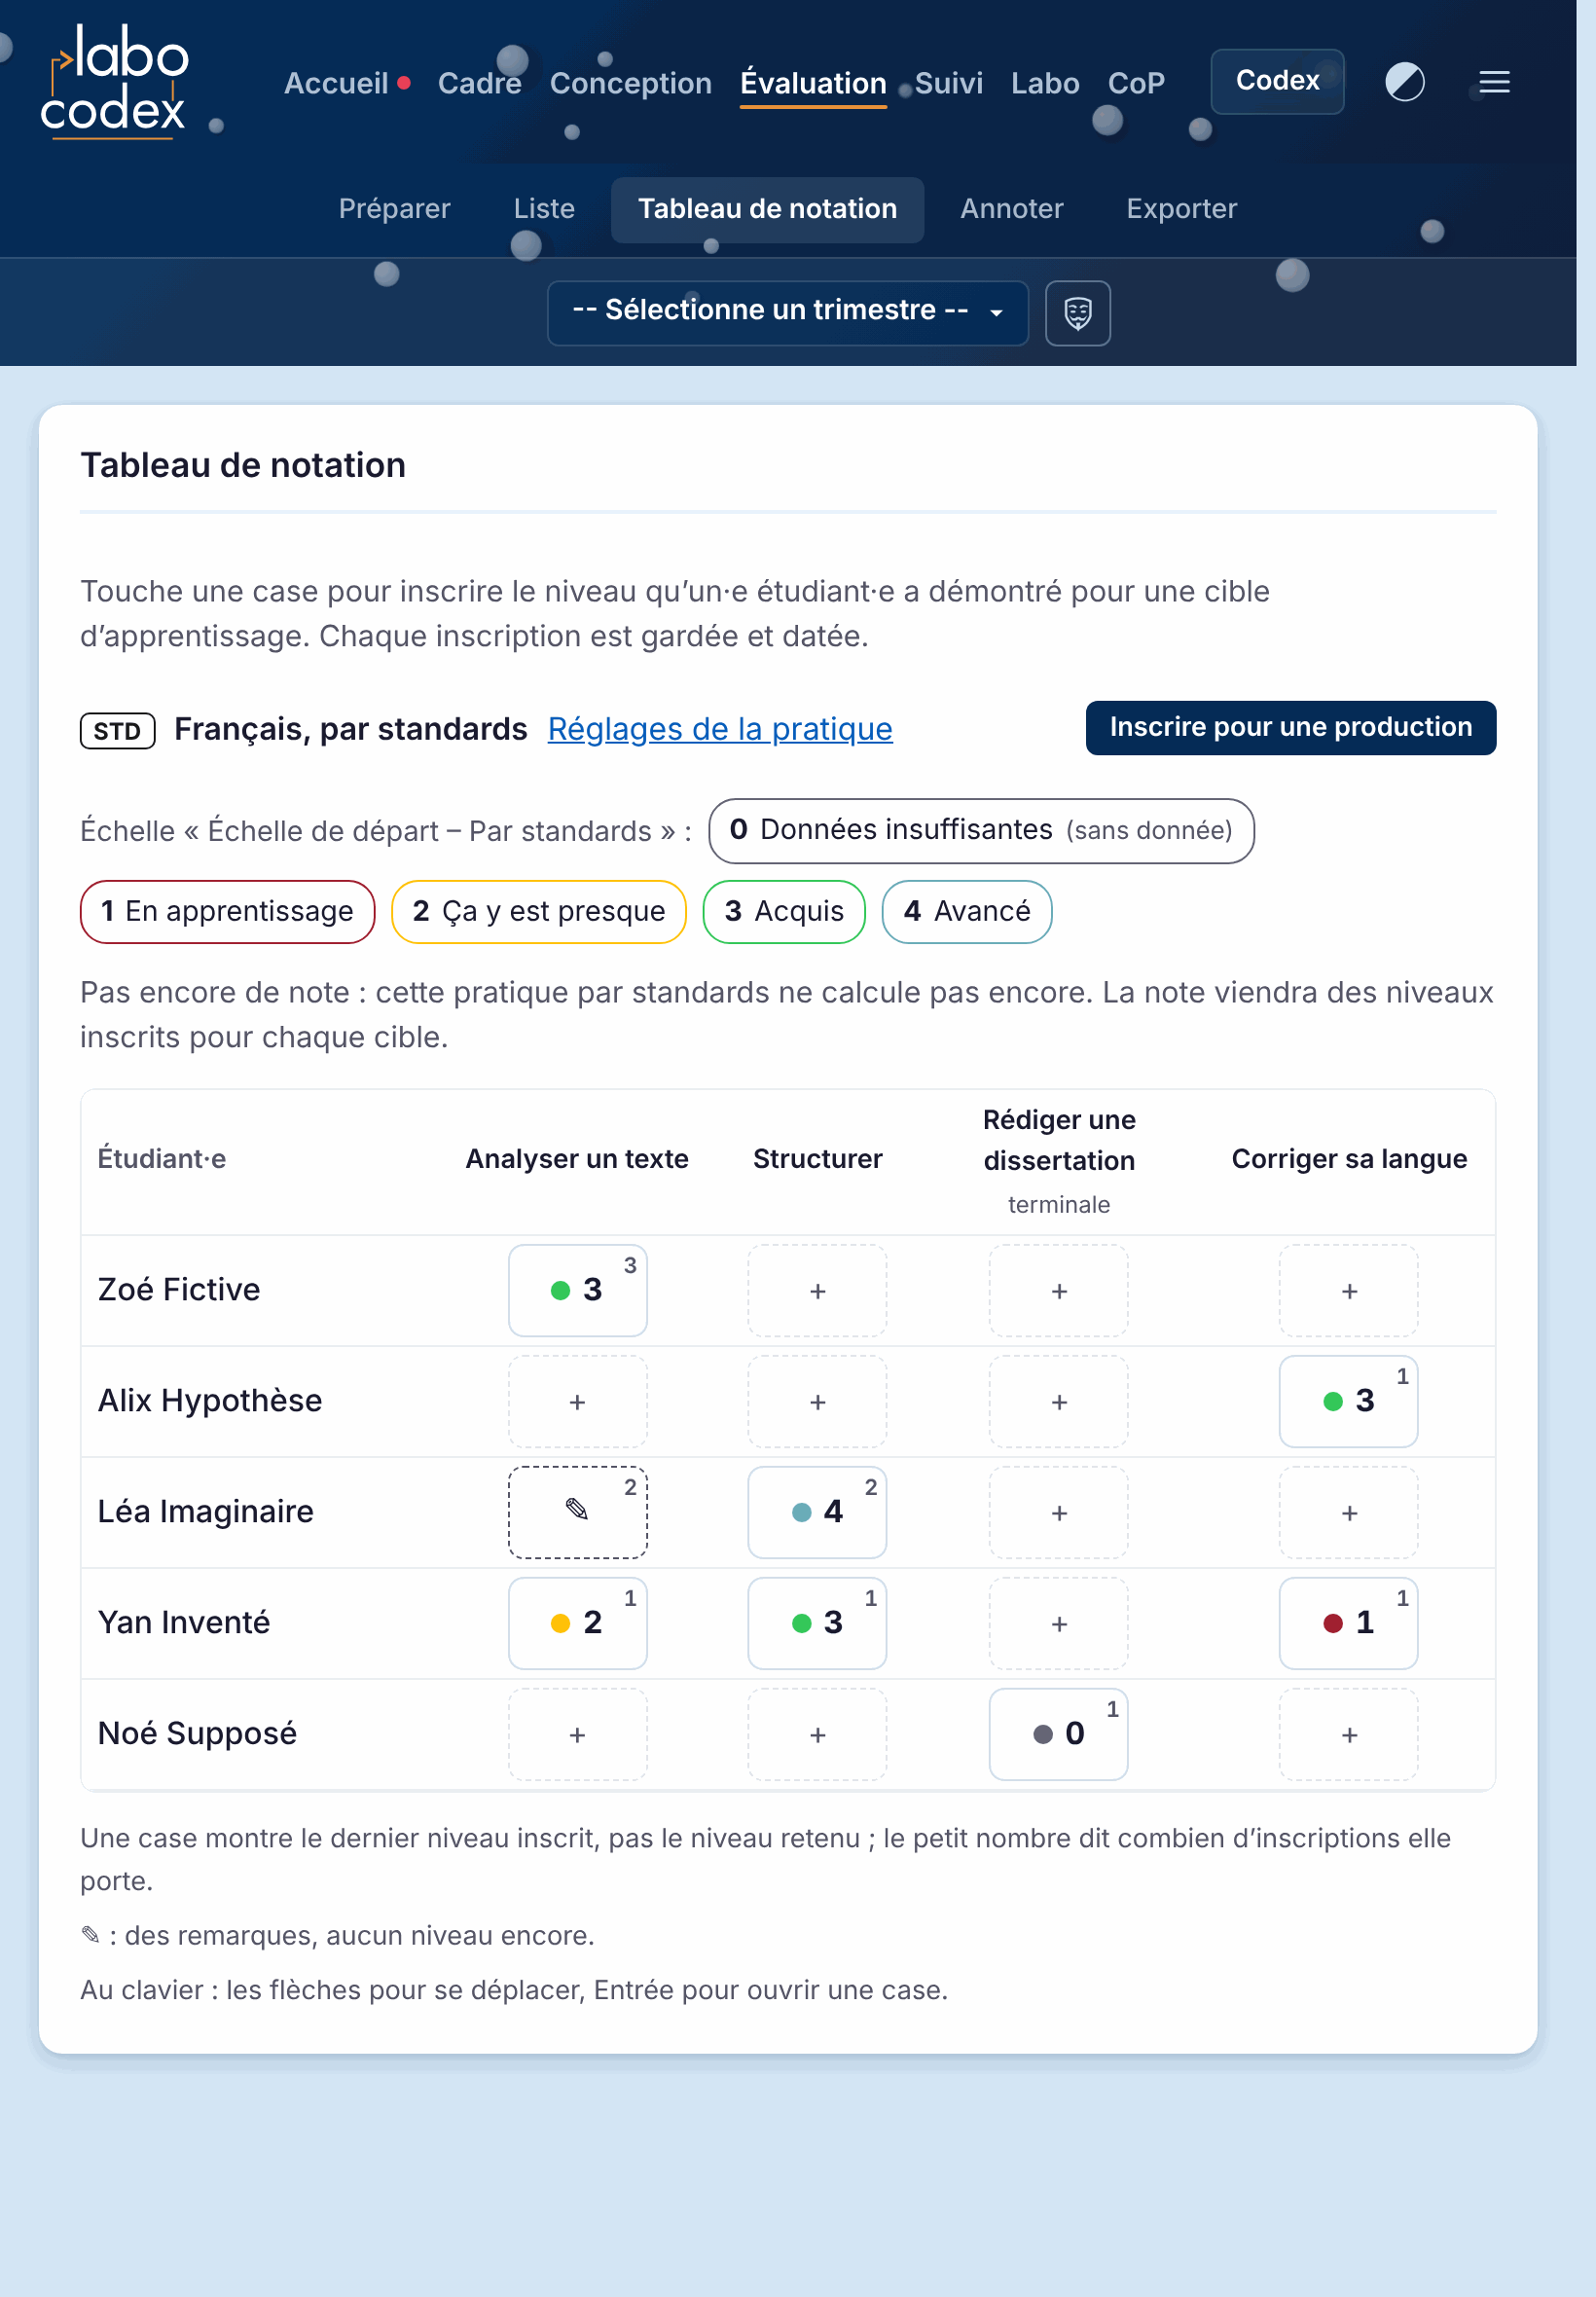 labo
codex
Accueil Cadre Conception Évaluation Suivi Labo CoP Codex
Préparer Liste Tableau de notation Annoter Exporter
-- Sélectionne un trimestre --
Tableau de notation
Touche une case pour inscrire le niveau qu’un·e étudiant·e a démontré pour une cible
d’apprentissage. Chaque inscription est gardée et datée.
STD Français, par standards Réglages de la pratique Inscrire pour une production
Échelle « Échelle de départ – Par standards » : 0 Données insuffisantes (sans donnée)
1 En apprentissage 2 Ça y est presque 3 Acquis 4 Avancé
Pas encore de note : cette pratique par standards ne calcule pas encore. La note viendra des niveaux
inscrits pour chaque cible.
Étudiant·e Analyser un texte Structurer Rédiger une dissertation terminale Corriger sa langue
Zoé Fictive 3 3 + + +
Alix Hypothèse + + + 3 1
Léa Imaginaire ✎ 2 4 2 + +
Yan Inventé 2 1 3 1 + 1 1
Noé Supposé + + 0 1 +
Une case montre le dernier niveau inscrit, pas le niveau retenu ; le petit nombre dit combien d’inscriptions elle
porte.
✎ : des remarques, aucun niveau encore.
Au clavier : les flèches pour se déplacer, Entrée pour ouvrir une case.